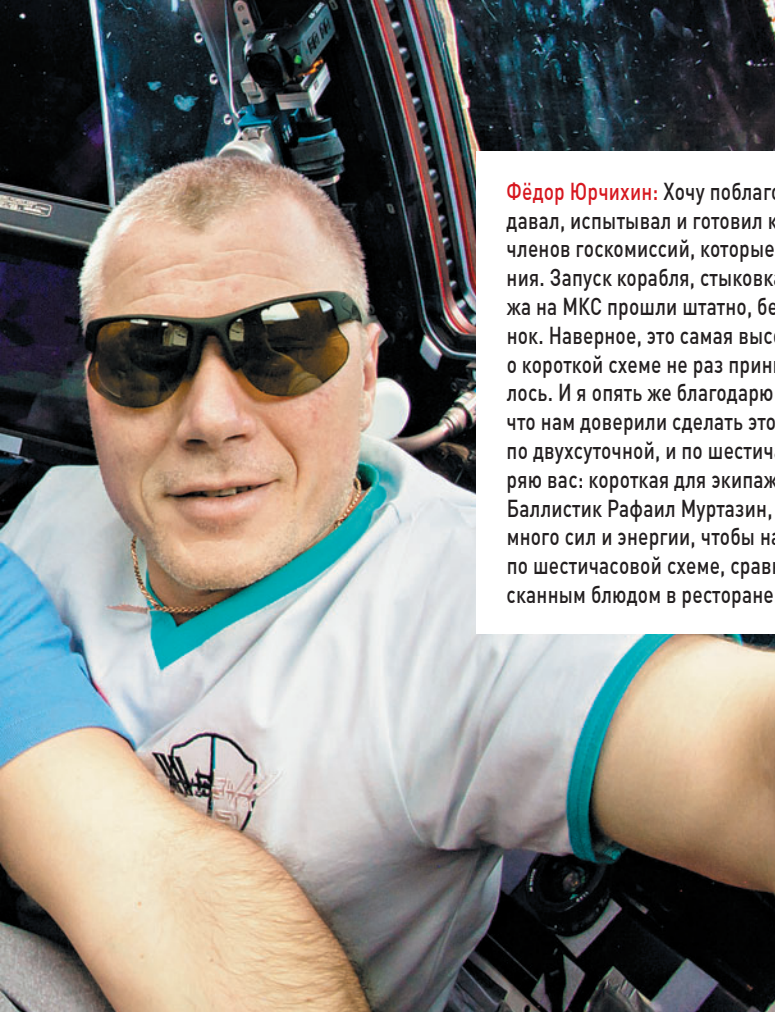 Фёдор Юрчихин: Хочу поблаго
давал, испытывал и готовил к
членов госкомиссий, которые
ния. Запуск корабля, стыковка
жа на МКС прошли штатно, бе
нок. Наверное, это самая высо
о короткой схеме не раз прин
лось. И я опять же благодарю
что нам доверили сделать это
по двухсуточной, и по шестича
ряю вас: короткая для экипаж
Баллистик Рафаил Муртазин,
много сил и энергии, чтобы на
по шестичасовой схеме, срав
сканным блюдом в ресторане